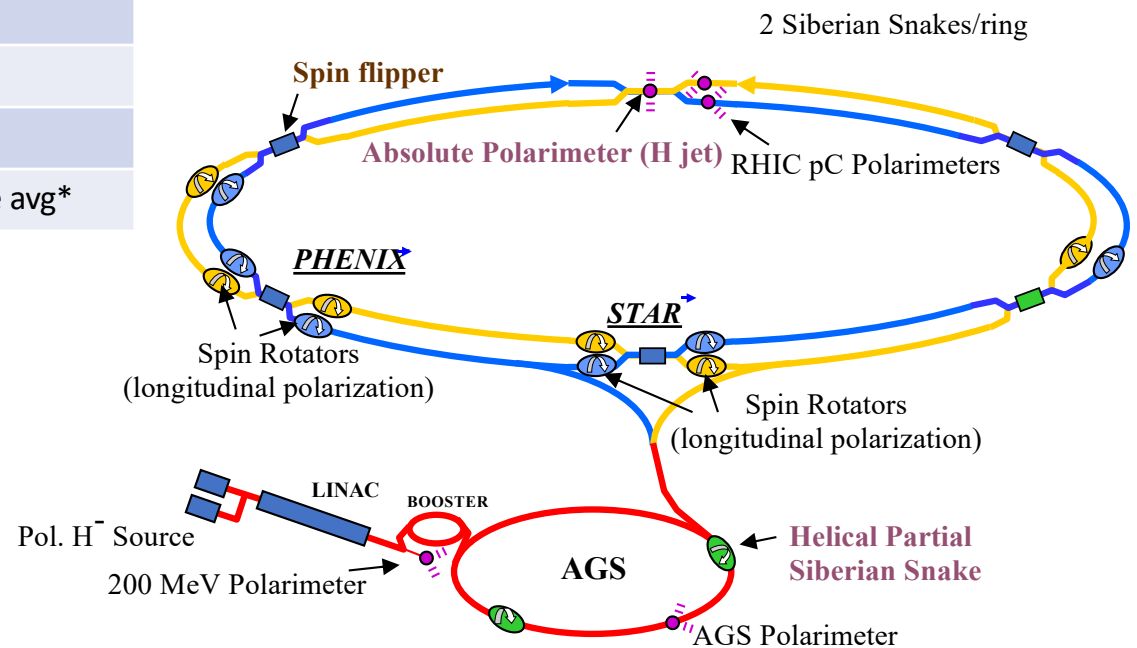 2 Siberian Snakes/ring
Spin flipper
Absolute Polarimeter (H jet)
RHIC pC Polarimeters
avg*
PHENIX
STAR
Spin Rotators
(longitudinal polarization)
Spin Rotators
(longitudinal polarization)
LINAC
BOOSTER
Pol. H⁻ Source
200 MeV Polarimeter
AGS
Helical Partial
Siberian Snake
AGS Polarimeter